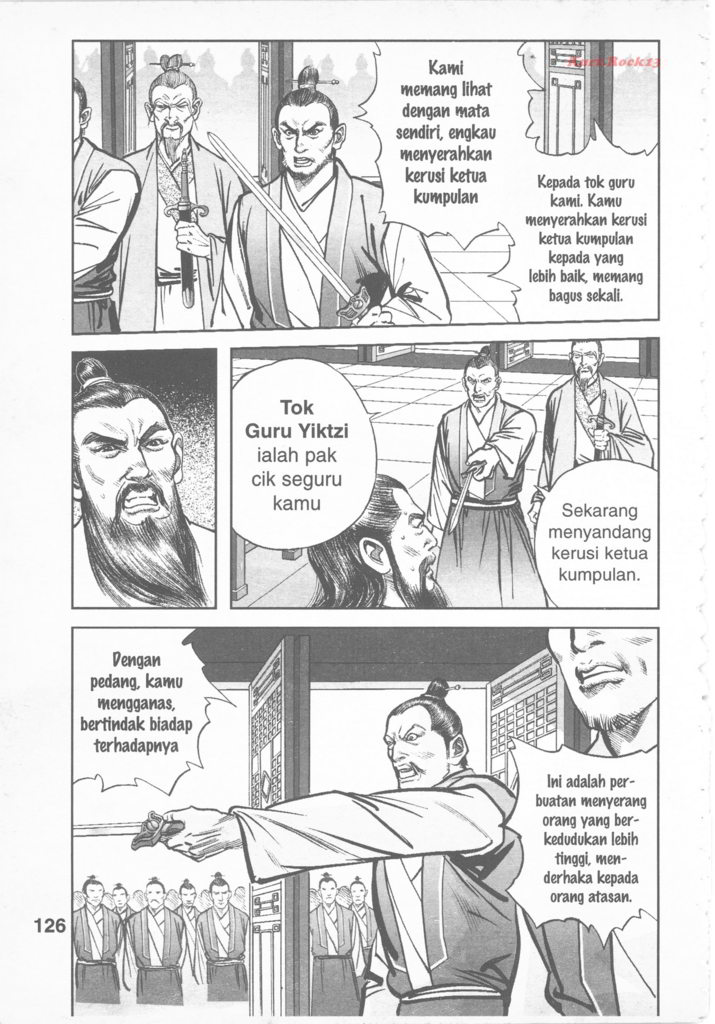 Kami
memang lihat
dengan mata
sendiri, engkau
menyerahkan
kerusi ketua
kumpulan
Kepada tok guru
kami. Kamu
menyerahkan kerusi
ketua kumpulan
kepada yang
lebih baik, memang
bagus sekali.
Tok
Guru Yiktzi
ialah pak
cik seguru
kamu
Sekarang
menyandang
kerusi ketua
kumpulan.
Dengan
pedang, kamu
mengganas,
bertindak biadap
terhadapnya
Ini adalah per-
buatan menyerang
orang yang ber-
kedudukan lebih
tinggi, men-
derhaka kepada
orang atasan.
126